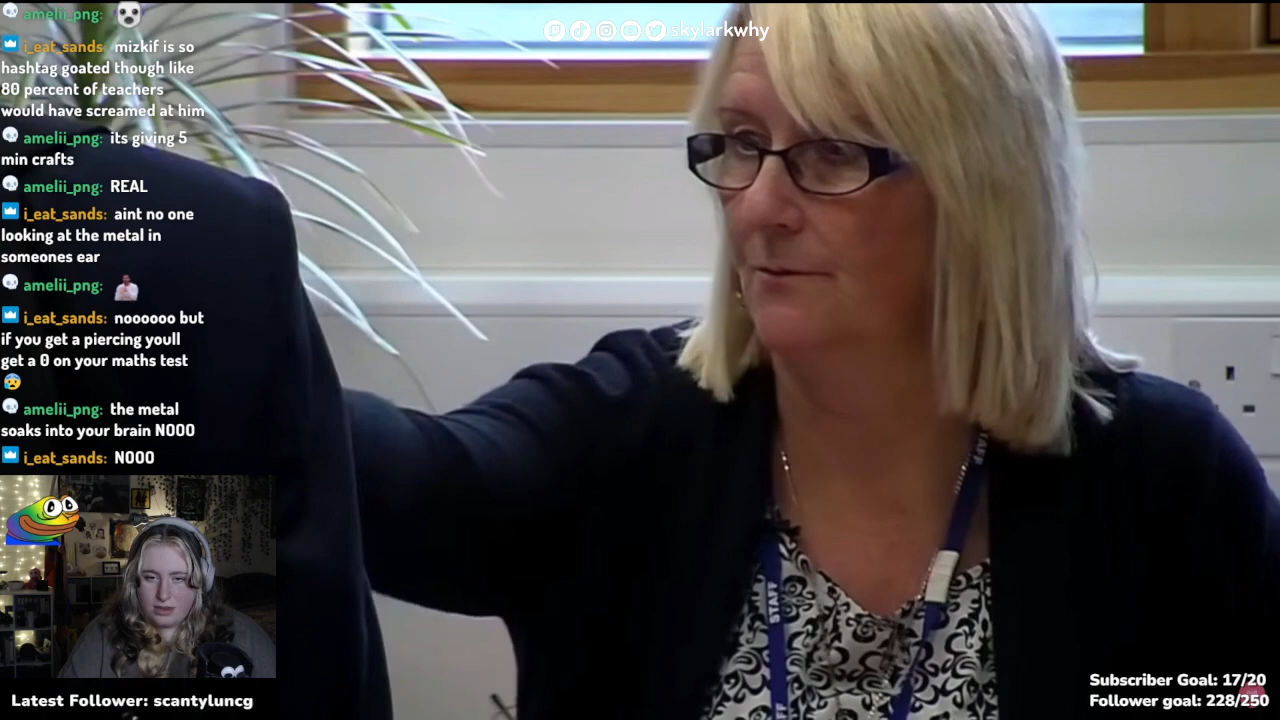 skylarkwhy
amelii_png:
i_eat_sands: mizkif is so
hashtag goated though like
80 percent of teachers
would have screamed at him
amelii_png: its giving 5
min crafts
amelii_png: REAL
i_eat_sands: aint no one
looking at the metal in
someones ear
amelii_png:
i_eat_sands: noooooo but
if you get a piercing youll
get a 0 on your maths test
amelii_png: the metal
soaks into your brain NOOO
i_eat_sands: NOOO
STAFF
STAFF
Latest Follower: scantyluncg
Subscriber Goal: 17/20
Follower goal: 228/250